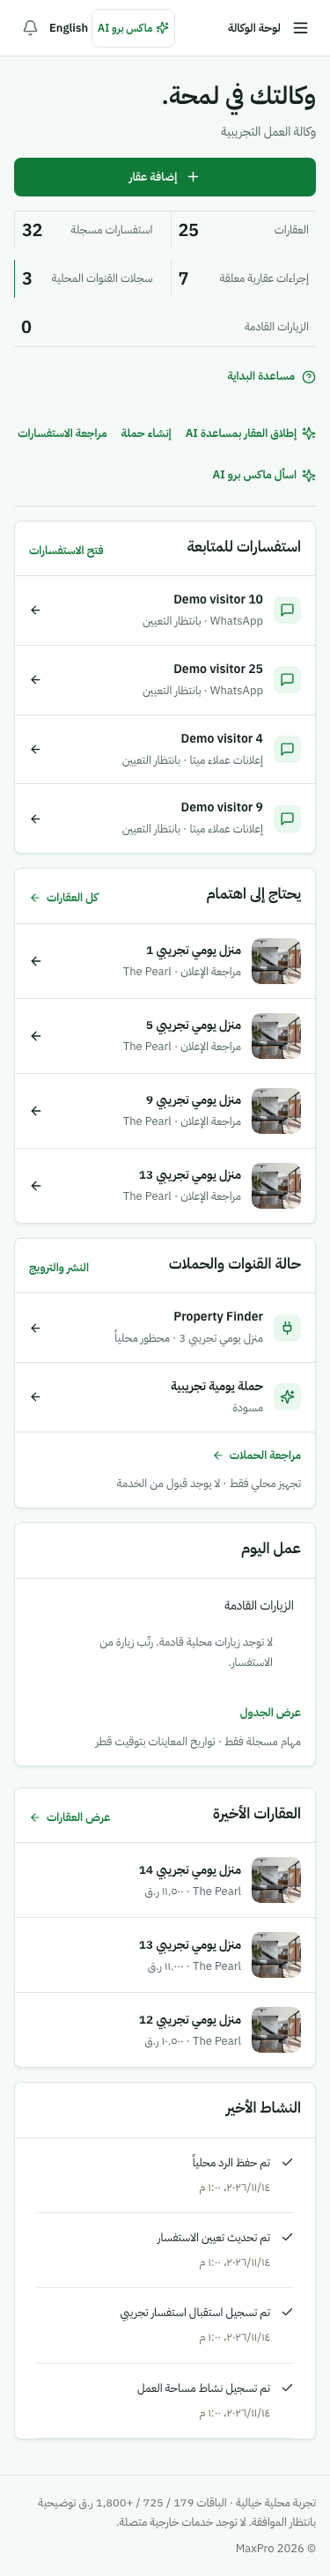 لوحة الوكالة
ماكس برو AI
English
وكالتك في لمحة.
وكالة العمل التجريبية
إضافة عقار
العقارات 25
استفسارات مسجلة 32
إجراءات عقارية معلقة 7
سجلات القنوات المحلية 3
الزيارات القادمة 0
مساعدة البداية
إطلاق العقار بمساعدة AI
إنشاء حملة
مراجعة الاستفسارات
اسأل ماكس برو AI
استفسارات للمتابعة
فتح الاستفسارات
Demo visitor 10
WhatsApp · بانتظار التعيين
Demo visitor 25
WhatsApp · بانتظار التعيين
Demo visitor 4
إعلانات عملاء ميتا · بانتظار التعيين
Demo visitor 9
إعلانات عملاء ميتا · بانتظار التعيين
يحتاج إلى اهتمام
كل العقارات
منزل يومي تجريبي 1
مراجعة الإعلان · The Pearl
منزل يومي تجريبي 5
مراجعة الإعلان · The Pearl
منزل يومي تجريبي 9
مراجعة الإعلان · The Pearl
منزل يومي تجريبي 13
مراجعة الإعلان · The Pearl
حالة القنوات والحملات
النشر والترويج
Property Finder
منزل يومي تجريبي 3 · محظور محلياً
حملة يومية تجريبية
مسودة
مراجعة الحملات
تجهيز محلي فقط · لا يوجد قبول من الخدمة
عمل اليوم
الزيارات القادمة
لا توجد زيارات محلية قادمة. رتّب زيارة من
الاستفسار.
عرض الجدول
مهام مسجلة فقط · تواريخ المعاينات بتوقيت قطر
العقارات الأخيرة
عرض العقارات
منزل يومي تجريبي 14
The Pearl · ١١٬٥٠٠ ر.ق
منزل يومي تجريبي 13
The Pearl · ١١٬٠٠٠ ر.ق
منزل يومي تجريبي 12
The Pearl · ١٠٬٥٠٠ ر.ق
النشاط الأخير
تم حفظ الرد محلياً
٢٠٢٦/١١/١٤، ١:٠٠ م
تم تحديث تعيين الاستفسار
٢٠٢٦/١١/١٤، ١:٠٠ م
تم تسجيل استقبال استفسار تجريبي
٢٠٢٦/١١/١٤، ١:٠٠ م
تم تسجيل نشاط مساحة العمل
٢٠٢٦/١١/١٤، ١:٠٠ م
تجربة محلية خيالية · الباقات 179 / 725 / +1,800 ر.ق توضيحية
بانتظار الموافقة. لا توجد خدمات خارجية متصلة.
© 2026 MaxPro